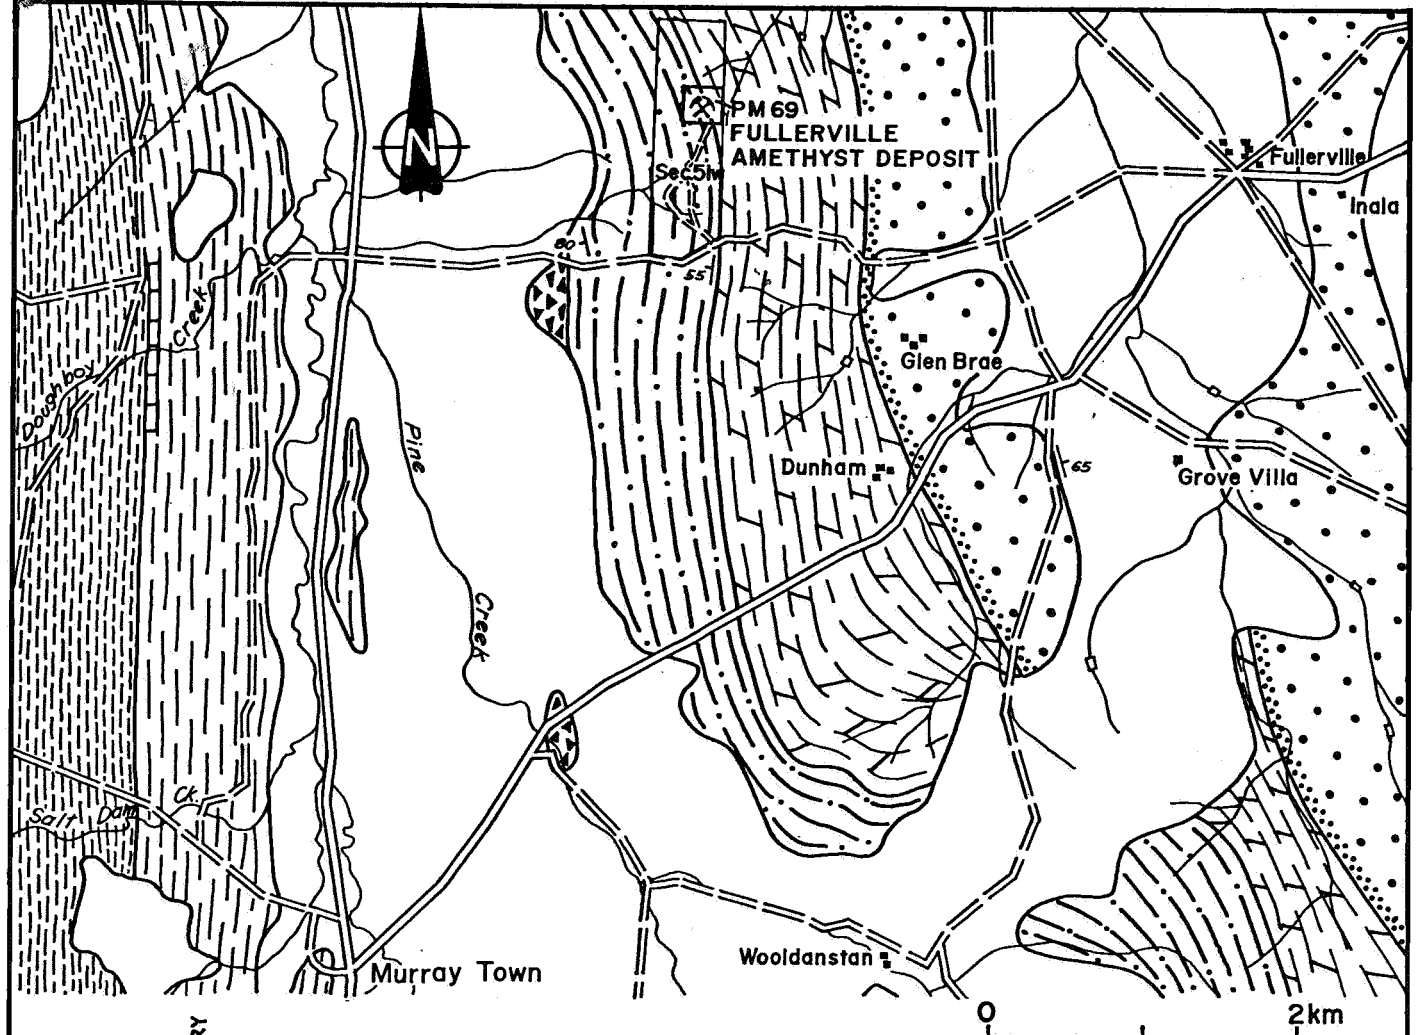 N
PM 69
FULLERVILLE
AMETHYST DEPOSIT
Fullerville
Inala
80
55
Creek
Glen Brae
Doughboy
Pine
Dunham
65
Grove Villa
Creek
Ck.
Salt Dam
Wooldanstan
Murray Town
0
2km